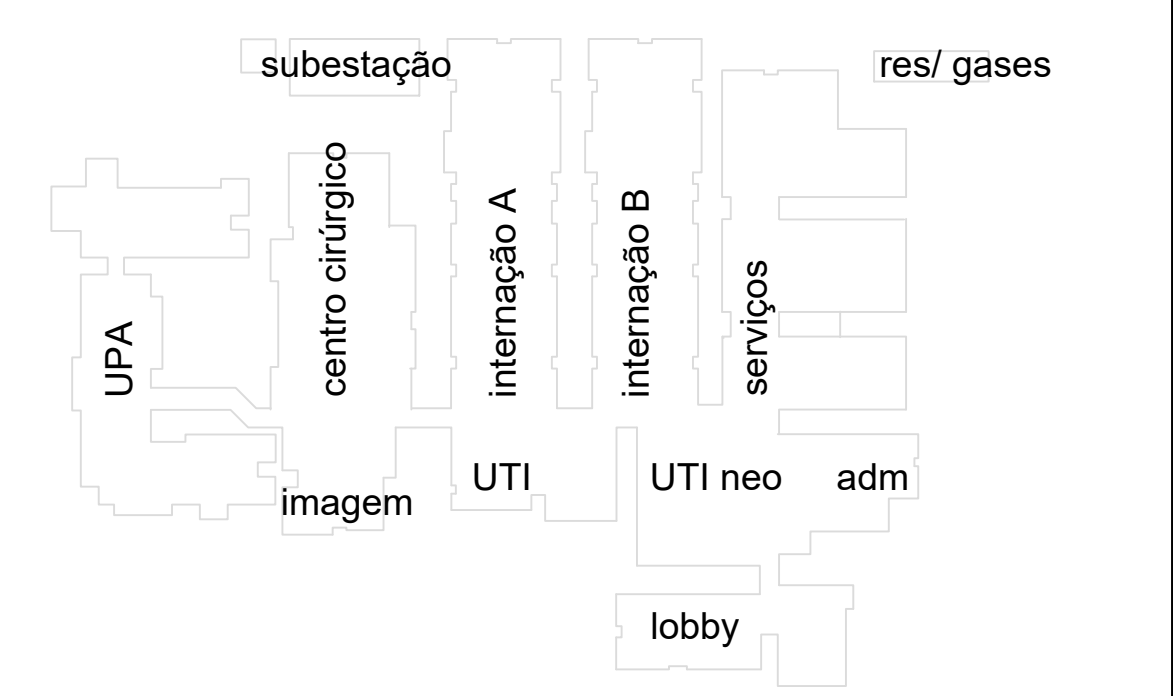 subestação
res/ gases
UPA
centro cirúrgico
internação A
internação B
serviços
UTI
UTI neo
adm
imagem
lobby